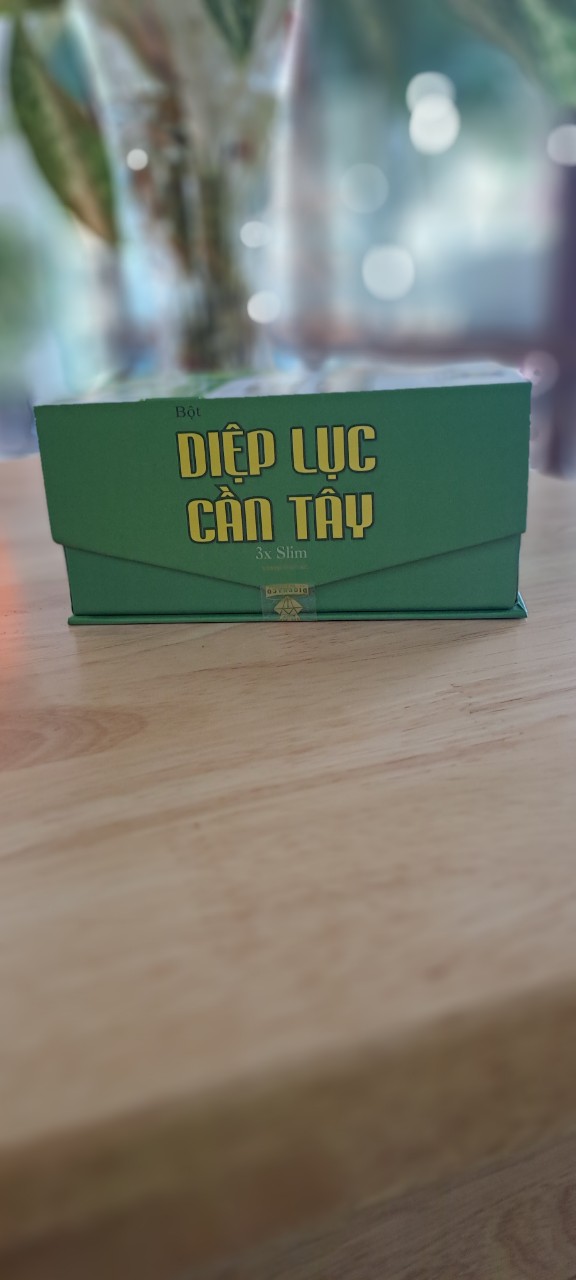 Bột
DIỆP LỤC
CẦN TÂY
3x Slim